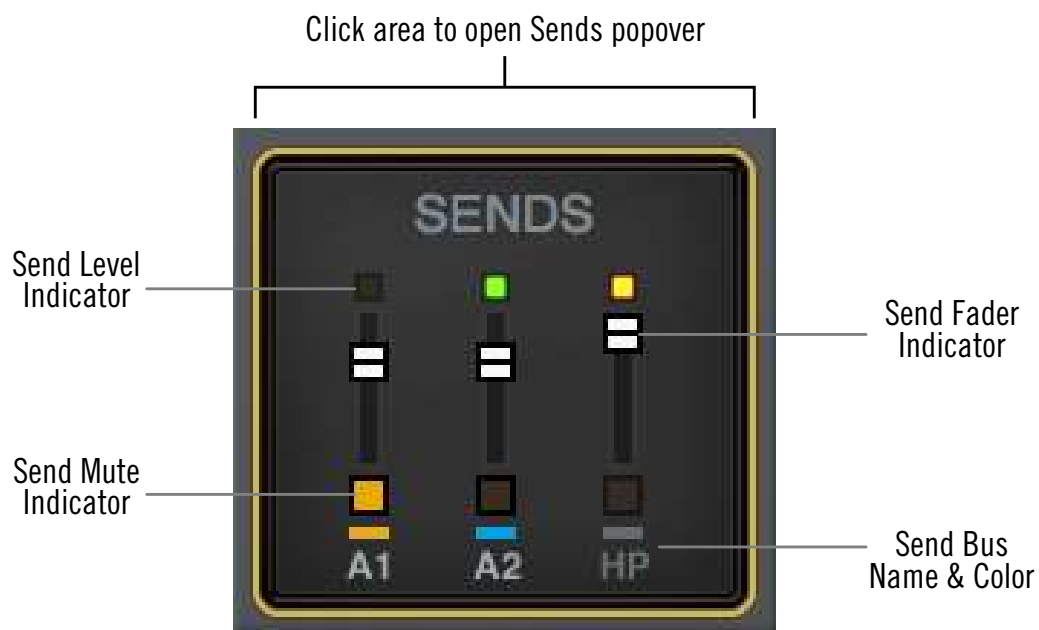 Click area to open Sends popover
SENDS
Send Level
Indicator
Send Fader
Indicator
Send Mute
Indicator
A1 A2 HP
Send Bus
Name & Color